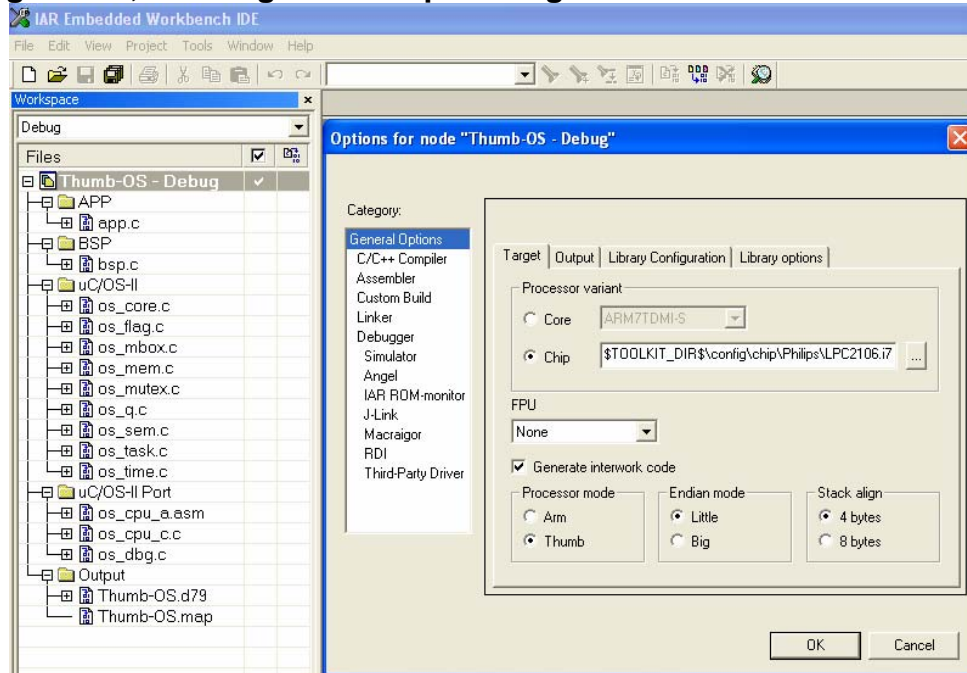 IAR Embedded Workbench IDE
File Edit View Project Tools Window Help
Workspace
Debug
Files
Thumb-OS - Debug
APP
app.c
BSP
bsp.c
uC/OS-II
os_core.c
os_flag.c
os_mbox.c
os_mem.c
os_mutex.c
os_q.c
os_sem.c
os_task.c
os_time.c
uC/OS-II Port
os_cpu_a.asm
os_cpu_c.c
os_dbg.c
Output
Thumb-OS.d79
Thumb-OS.map
Options for node "Thumb-OS - Debug"
Category:
General Options
C/C++ Compiler
Assembler
Custom Build
Linker
Debugger
Simulator
Angel
IAR ROM-monitor
J-Link
Macraigor
RDI
Third-Party Driver
Target Output Library Configuration Library options
Processor variant
Core ARM7TDMI-S
Chip $TOOLKIT_DIR$\config\chip\Philips\LPC2106.i7 ...
FPU
None
Generate interwork code
Processor mode Endian mode Stack align
Arm Little 4 bytes
Thumb Big 8 bytes
OK Cancel